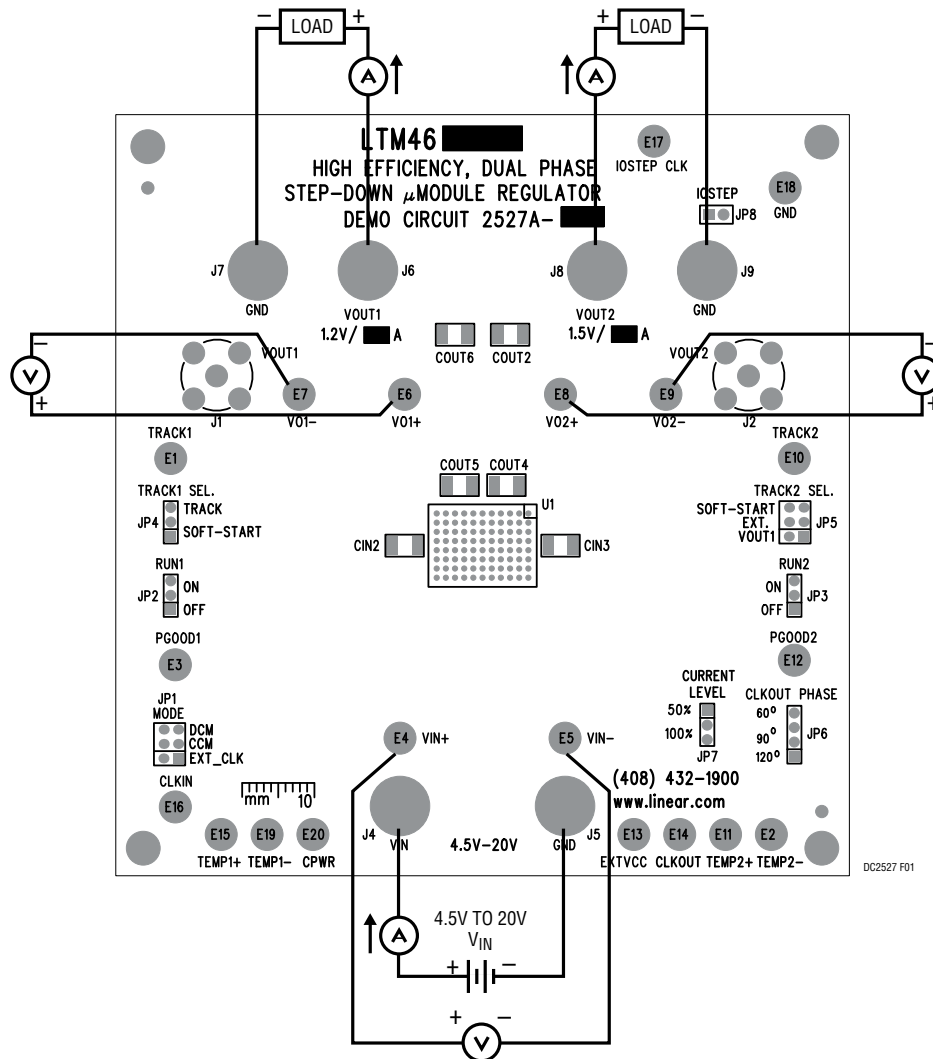 − LOAD +
+ LOAD −
A
A
LTM46
HIGH EFFICIENCY, DUAL PHASE
STEP-DOWN µMODULE REGULATOR
DEMO CIRCUIT 2527A-
E17
IOSTEP CLK
E18
GND
IOSTEP
JP8
J7
GND
J6
VOUT1
1.2V/ A
J8
VOUT2
1.5V/ A
J9
GND
COUT6
COUT2
−
V
+
VOUT1
J1
E7
VO1-
E6
VO1+
E8
VO2+
E9
VO2-
VOUT2
J2
−
V
+
TRACK1
E1
TRACK1 SEL.
JP4
TRACK
SOFT-START
RUN1
JP2
ON
OFF
PGOOD1
E3
COUT5
COUT4
U1
CIN2
CIN3
TRACK2
E10
TRACK2 SEL.
SOFT-START
EXT.
VOUT1
JP5
RUN2
ON
OFF
JP3
PGOOD2
E12
JP1
MODE
DCM
CCM
EXT_CLK
CLKIN
E16
mm 10
E4
VIN+
E5
VIN-
CURRENT
LEVEL
50%
100%
JP7
CLKOUT PHASE
60°
90°
120°
JP6
(408) 432-1900
www.linear.com
J4
VIN
4.5V-20V
J5
GND
E15
TEMP1+
E19
TEMP1-
E20
CPWR
E13
EXTVCC
E14
CLKOUT
E11
TEMP2+
E2
TEMP2-
DC2527 F01
A
4.5V TO 20V
VIN
+ −
+ −
V